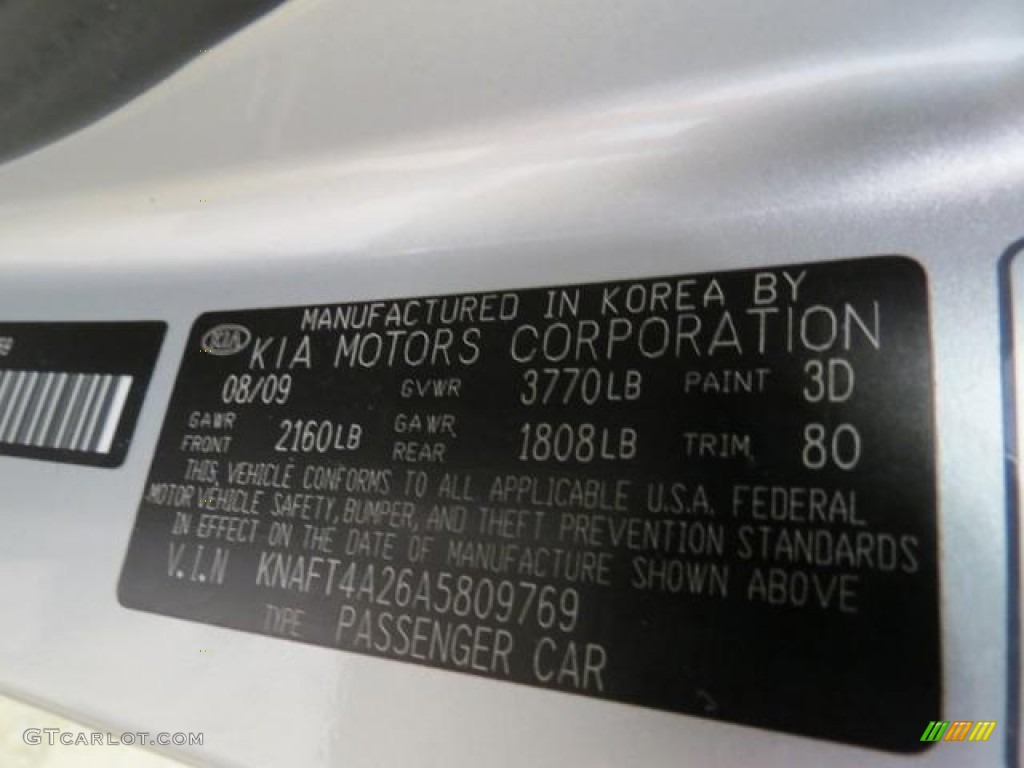 MANUFACTURED IN KOREA BY
KIA KIA MOTORS CORPORATION
08/09 GVWR 3770LB PAINT 3D
GAWR FRONT 2160LB GAWR REAR 1808LB TRIM 80
THIS VEHICLE CONFORMS TO ALL APPLICABLE U.S.A. FEDERAL
MOTOR VEHICLE SAFETY, BUMPER, AND THEFT PREVENTION STANDARDS
IN EFFECT ON THE DATE OF MANUFACTURE SHOWN ABOVE
V.I.N KNAFT4A26A5809769
TYPE PASSENGER CAR
GTCARLOT.COM